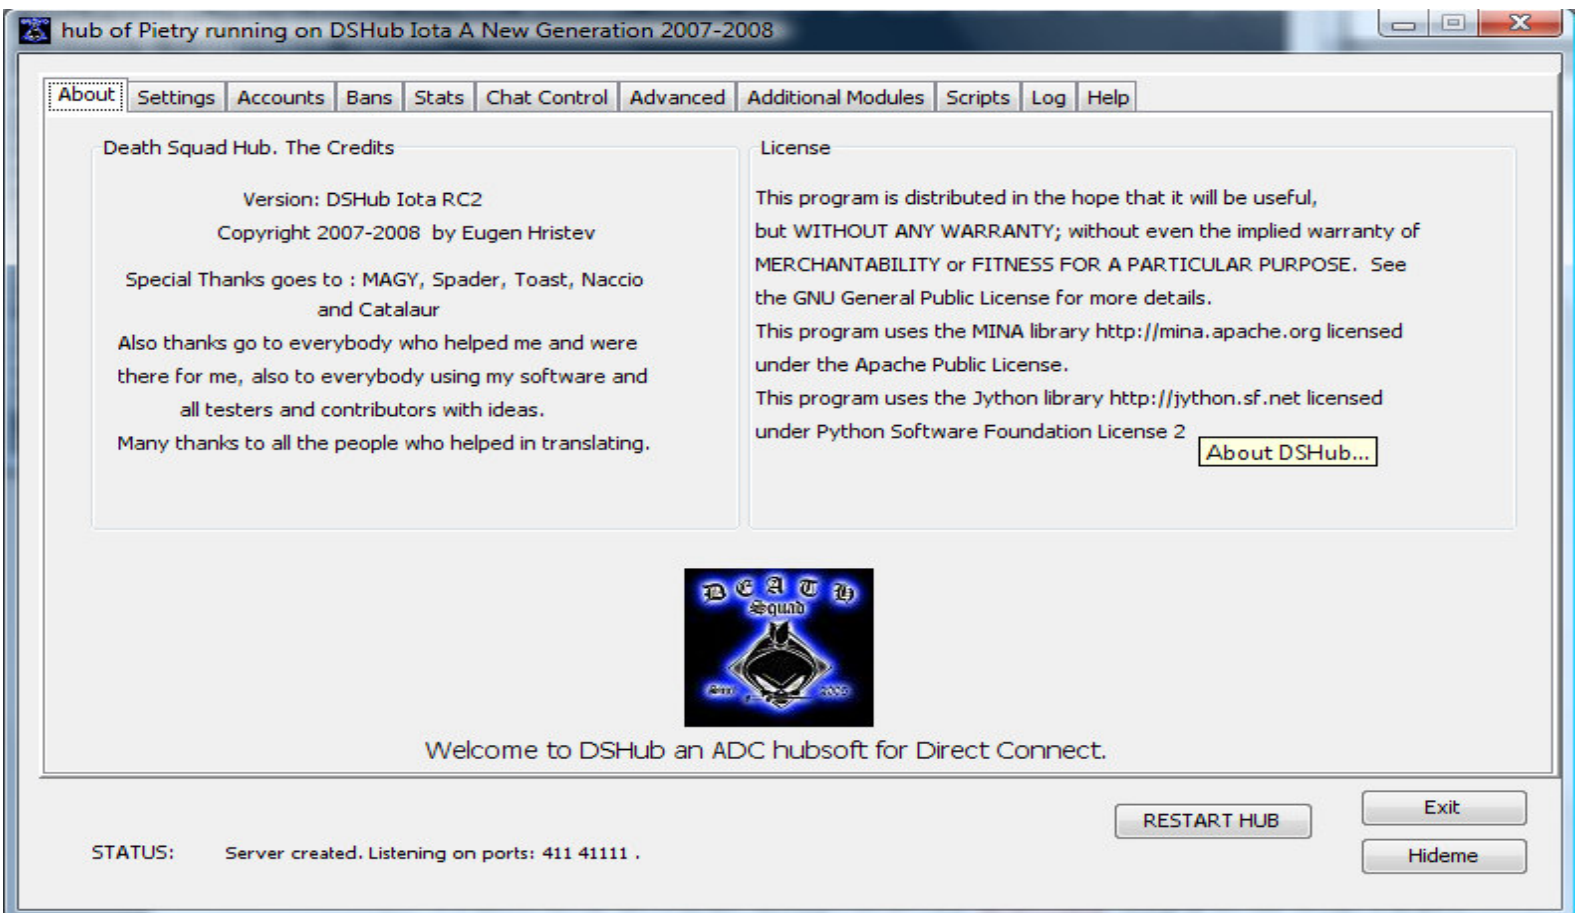 hub of Pietry running on DSHub Iota A New Generation 2007-2008
About Settings Accounts Bans Stats Chat Control Advanced Additional Modules Scripts Log Help
Death Squad Hub. The Credits
Version: DSHub Iota RC2
Copyright 2007-2008 by Eugen Hristev
Special Thanks goes to : MAGY, Spader, Toast, Naccio
and Catalaur
Also thanks go to everybody who helped me and were
there for me, also to everybody using my software and
all testers and contributors with ideas.
Many thanks to all the people who helped in translating.
License
This program is distributed in the hope that it will be useful,
but WITHOUT ANY WARRANTY; without even the implied warranty of
MERCHANTABILITY or FITNESS FOR A PARTICULAR PURPOSE. See
the GNU General Public License for more details.
This program uses the MINA library http://mina.apache.org licensed
under the Apache Public License.
This program uses the Jython library http://jython.sf.net licensed
under Python Software Foundation License 2
About DSHub...
DEATH
Squad
Welcome to DSHub an ADC hubsoft for Direct Connect.
RESTART HUB
Exit
STATUS: Server created. Listening on ports: 411 41111 .
Hideme